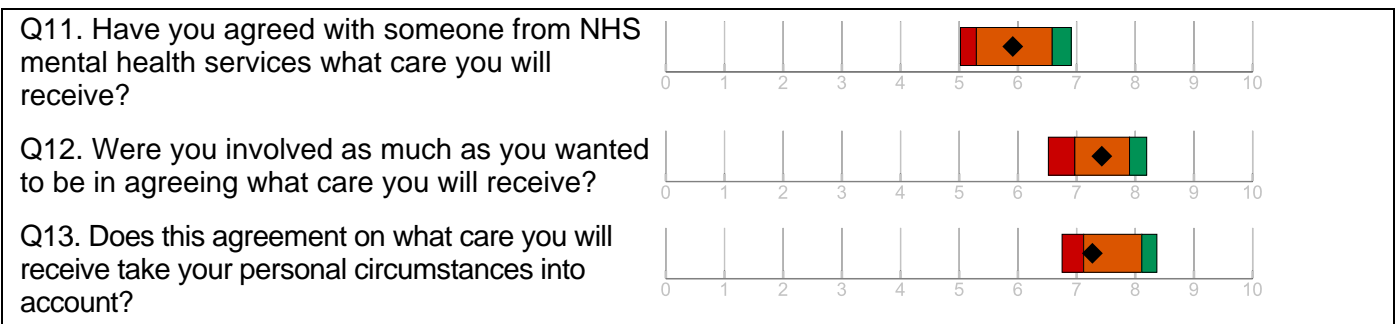 Q11. Have you agreed with someone from NHS
mental health services what care you will
receive?
0 1 2 3 4 5 6 7 8 9 10
Q12. Were you involved as much as you wanted
to be in agreeing what care you will receive?
0 1 2 3 4 5 6 7 8 9 10
Q13. Does this agreement on what care you will
receive take your personal circumstances into
account?
0 1 2 3 4 5 6 7 8 9 10